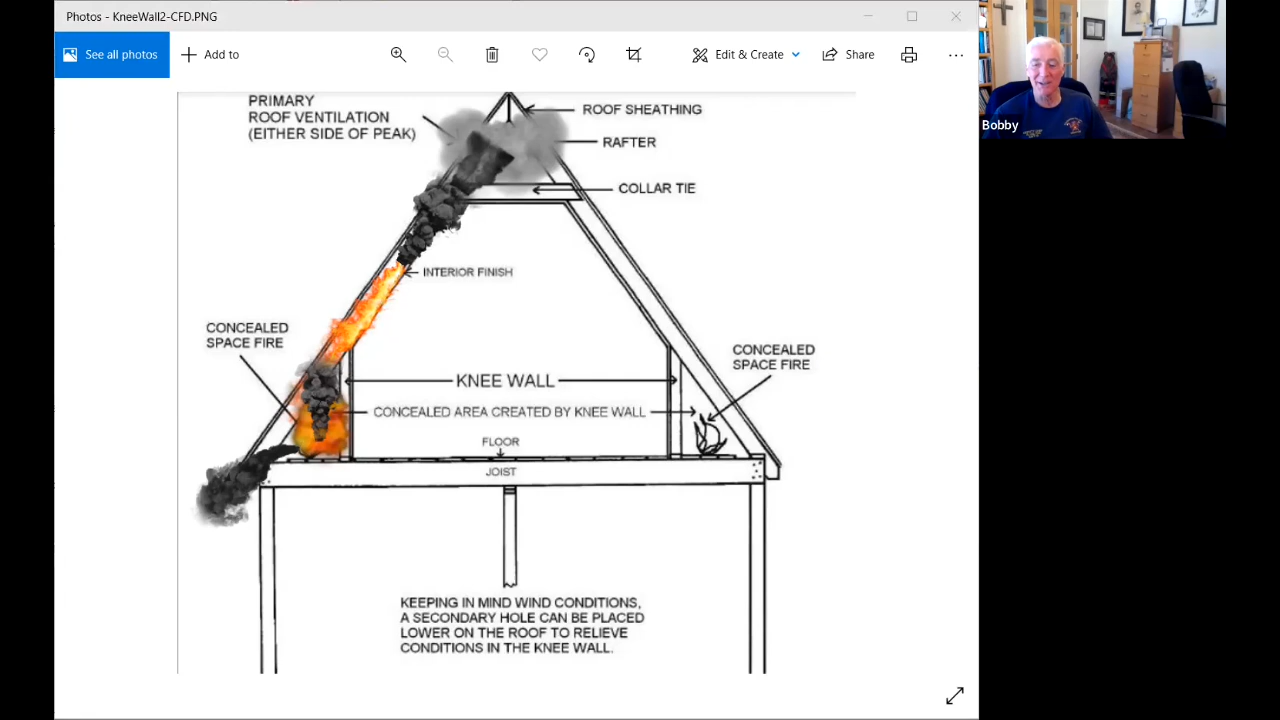 Photos - KneeWall2-CFD.PNG
See all photos
Add to
Edit & Create
Share
Bobby
PRIMARY
ROOF VENTILATION
(EITHER SIDE OF PEAK)
ROOF SHEATHING
RAFTER
COLLAR TIE
INTERIOR FINISH
CONCEALED
SPACE FIRE
CONCEALED
SPACE FIRE
KNEE WALL
CONCEALED AREA CREATED BY KNEE WALL
FLOOR
JOIST
KEEPING IN MIND WIND CONDITIONS,
A SECONDARY HOLE CAN BE PLACED
LOWER ON THE ROOF TO RELIEVE
CONDITIONS IN THE KNEE WALL.